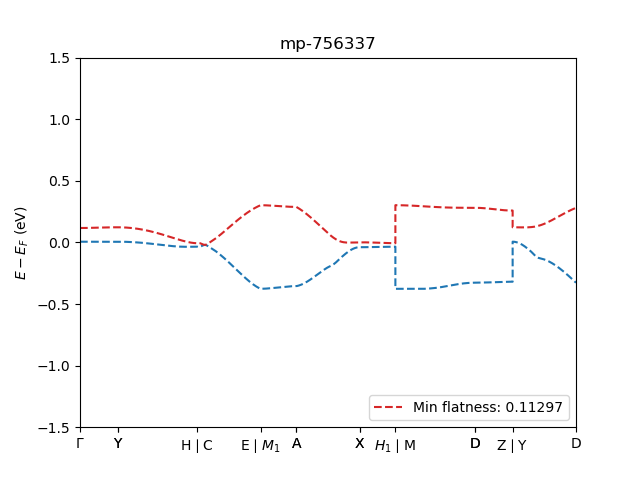 mp-756337
1.5
1.0
0.5
0.0
−0.5
−1.0
−1.5
E − E_F (eV)
Min flatness: 0.11297
Γ Y H | C E | M₁ A X H₁ | M D Z | Y D